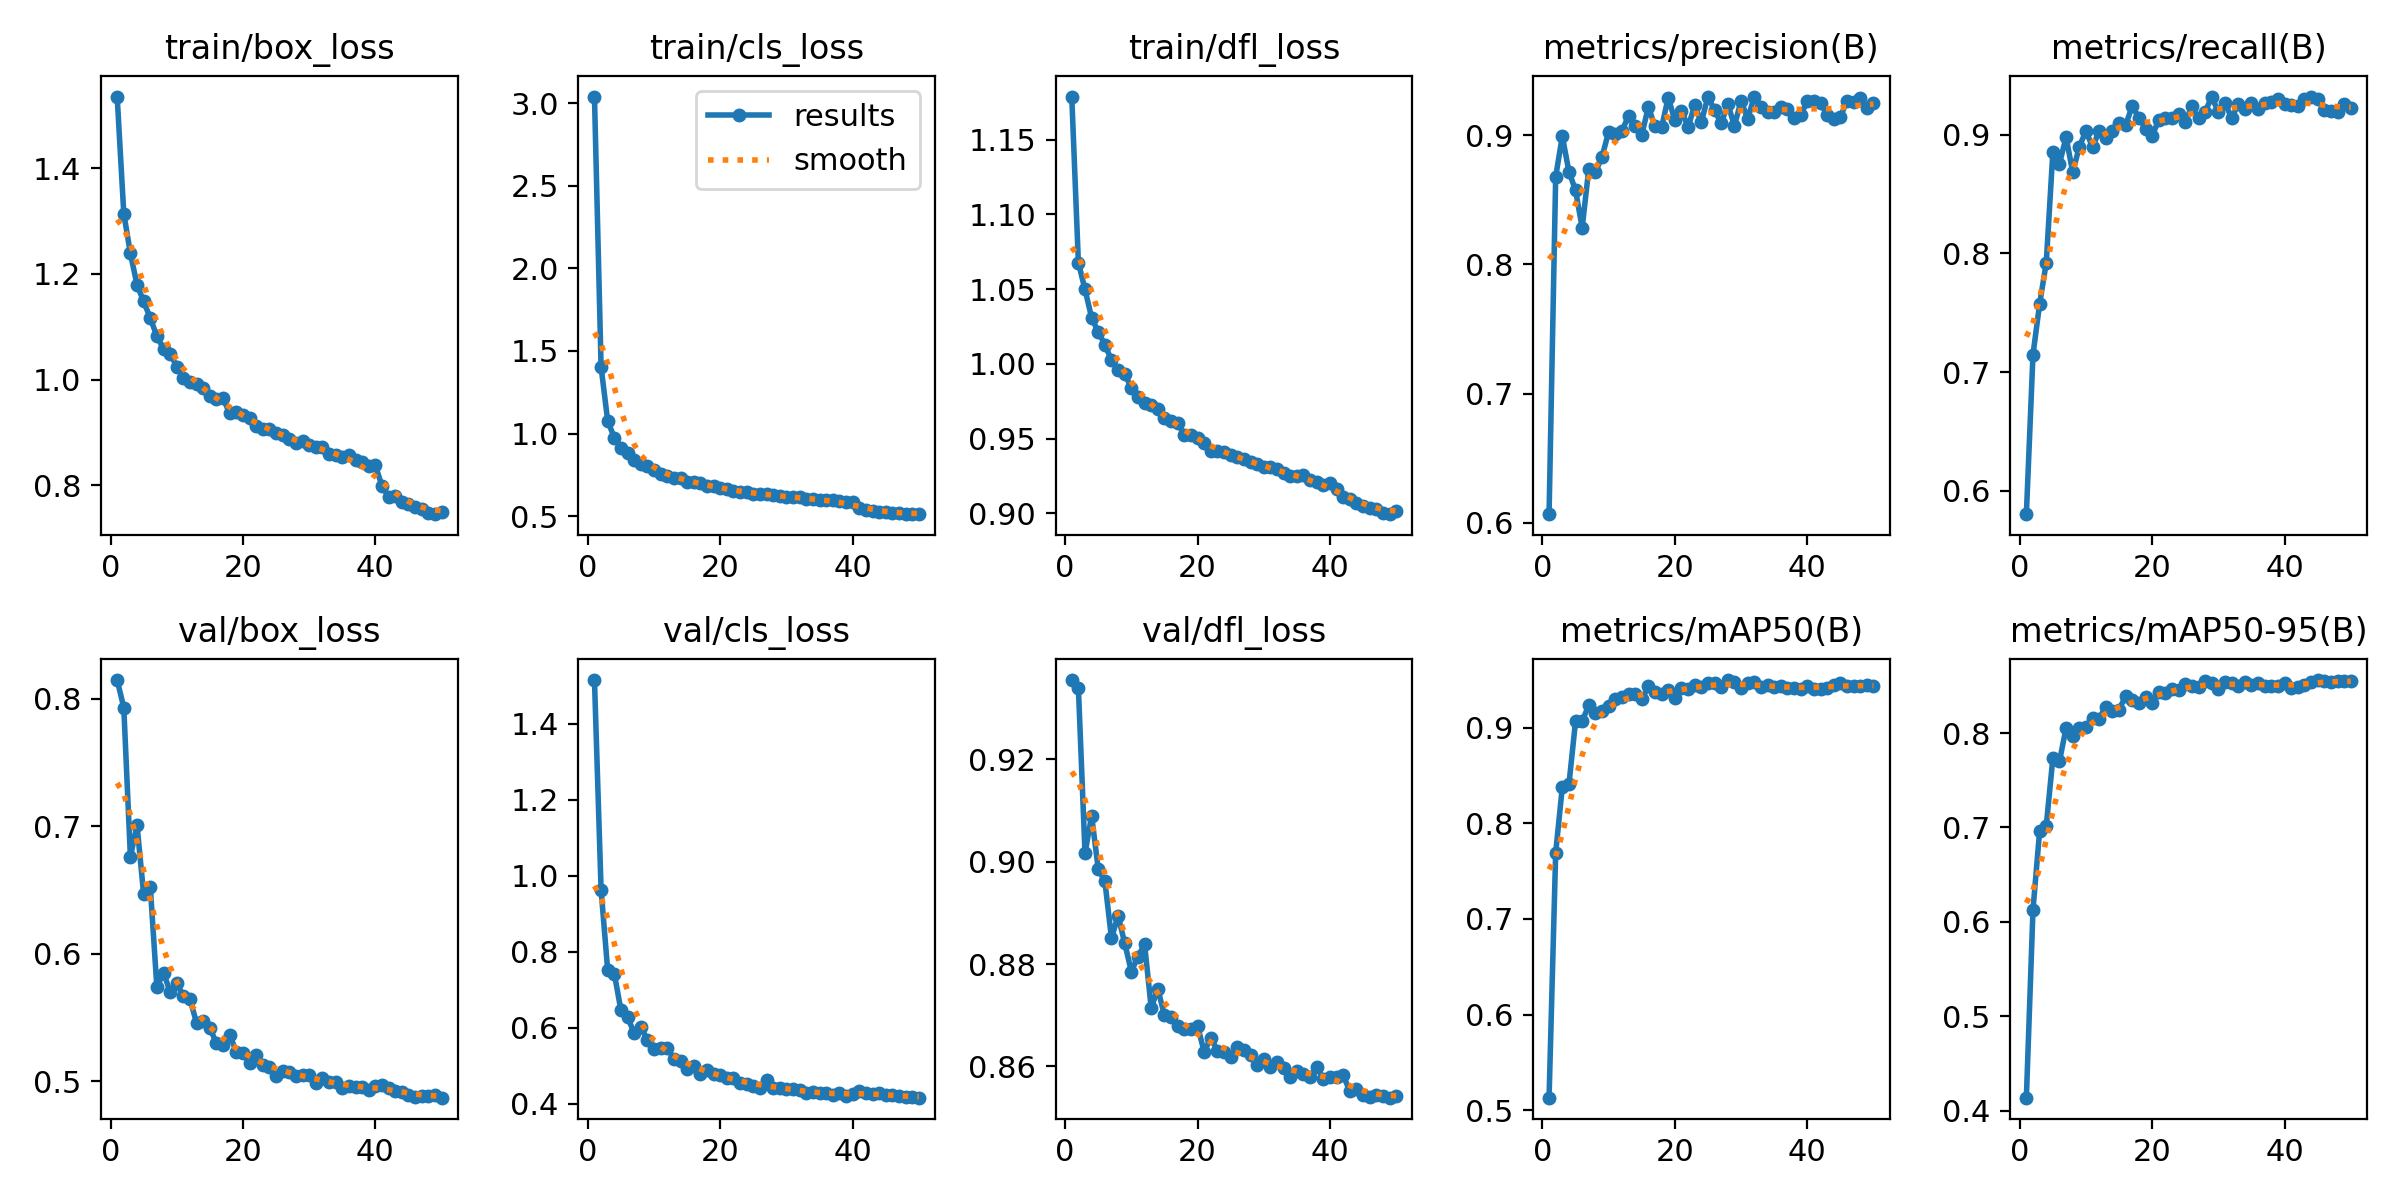 train/box_loss
1.4
1.2
1.0
0.8
0 20 40
train/cls_loss
results
smooth
3.0
2.5
2.0
1.5
1.0
0.5
0 20 40
train/dfl_loss
1.15
1.10
1.05
1.00
0.95
0.90
0 20 40
metrics/precision(B)
0.9
0.8
0.7
0.6
0 20 40
metrics/recall(B)
0.9
0.8
0.7
0.6
0 20 40
val/box_loss
0.8
0.7
0.6
0.5
0 20 40
val/cls_loss
1.4
1.2
1.0
0.8
0.6
0.4
0 20 40
val/dfl_loss
0.92
0.90
0.88
0.86
0 20 40
metrics/mAP50(B)
0.9
0.8
0.7
0.6
0.5
0 20 40
metrics/mAP50-95(B)
0.8
0.7
0.6
0.5
0.4
0 20 40